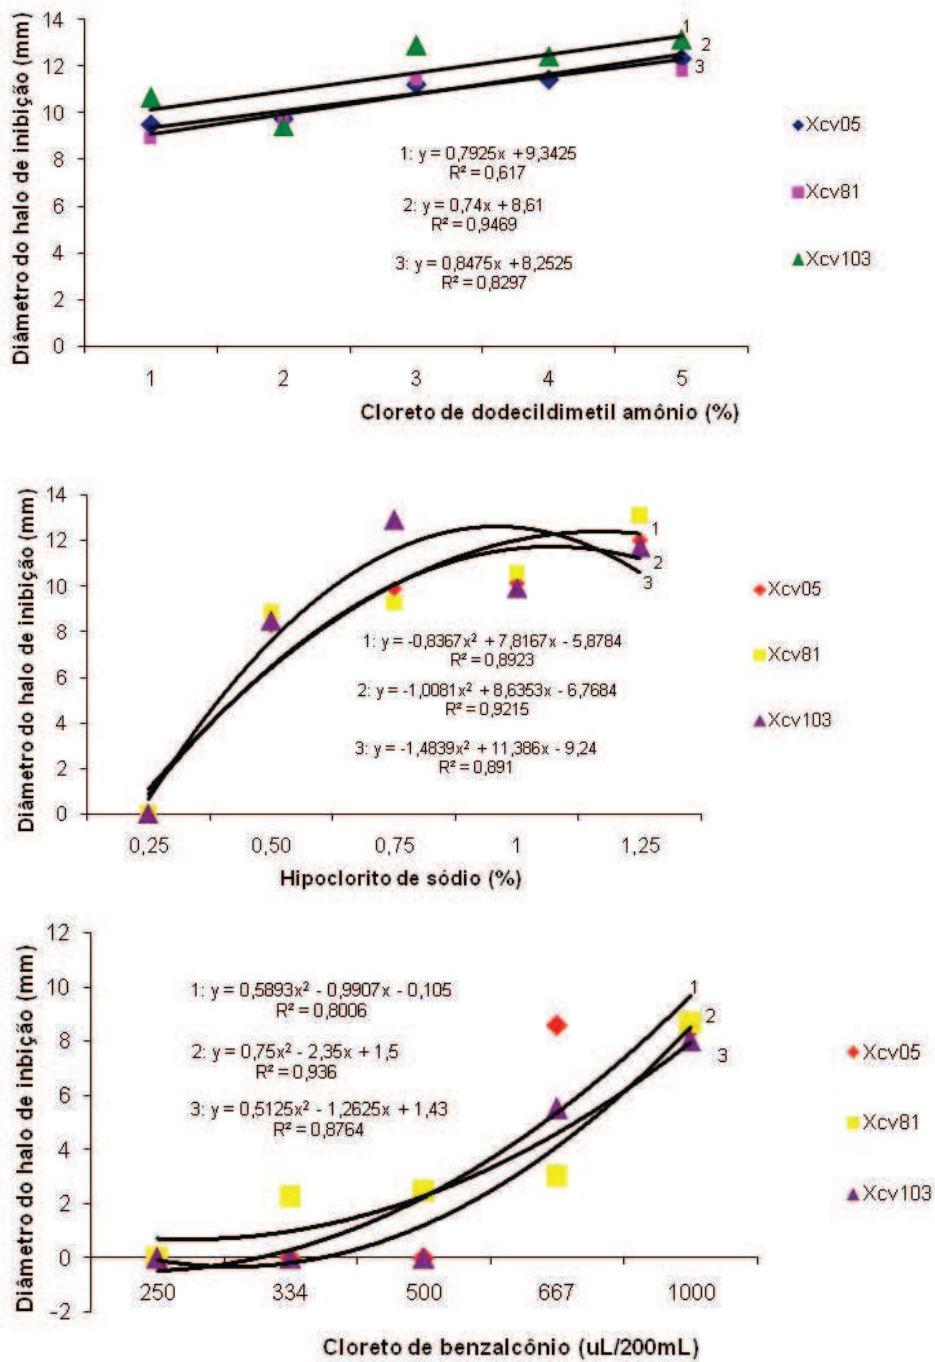 Diâmetro do halo de inibição (mm)
14
12
10
8
6
4
2
0
1
2
3
1: y = 0,7925x + 9,3425
R² = 0,617
2: y = 0,74x + 8,61
R² = 0,9469
3: y = 0,8475x + 8,2525
R² = 0,8297
Xcv05
Xcv81
Xcv103
1 2 3 4 5
Cloreto de dodecildimetil amônio (%)
Diâmetro do halo de inibição (mm)
14
12
10
8
6
4
2
0
1
2
3
1: y = -0,8367x² + 7,8167x - 5,8784
R² = 0,8923
2: y = -1,0081x² + 8,6353x - 6,7684
R² = 0,9215
3: y = -1,4839x² + 11,386x - 9,24
R² = 0,891
Xcv05
Xcv81
Xcv103
0,25 0,50 0,75 1 1,25
Hipoclorito de sódio (%)
Diâmetro do halo de inibição (mm)
12
10
8
6
4
2
0
-2
1: y = 0,5893x² - 0,9907x - 0,105
R² = 0,8006
2: y = 0,75x² - 2,35x + 1,5
R² = 0,936
3: y = 0,5125x² - 1,2625x + 1,43
R² = 0,8764
1
2
3
Xcv05
Xcv81
Xcv103
250 334 500 667 1000
Cloreto de benzalcônio (uL/200mL)